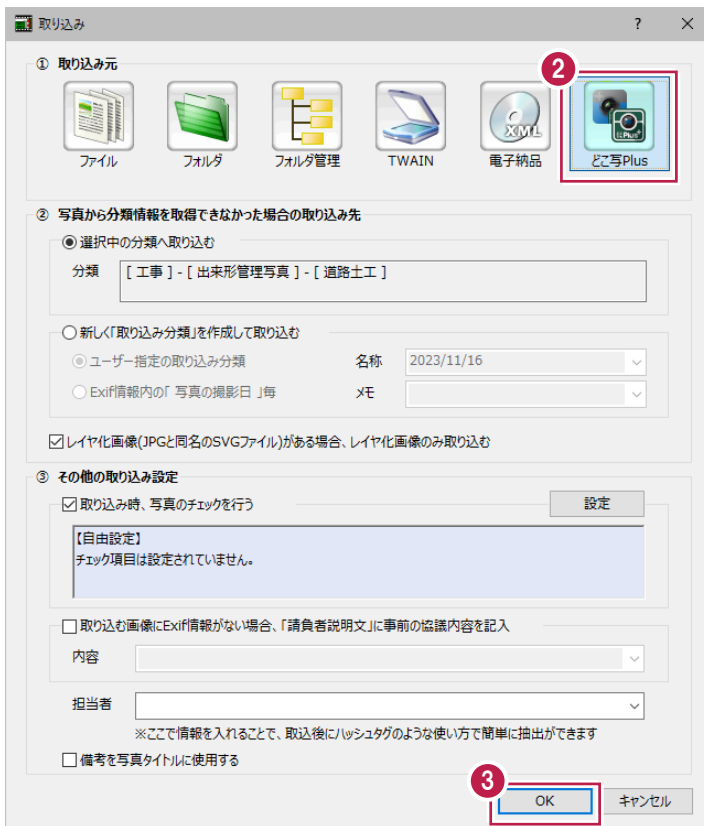 取り込み
① 取り込み元
2
ファイル
フォルダ
フォルダ管理
TWAIN
XML
電子納品
Plus
どこ写Plus
② 写真から分類情報を取得できなかった場合の取り込み先
選択中の分類へ取り込む
分類 [ 工事 ] - [ 出来形管理写真 ] - [ 道路土工 ]
新しく「取り込み分類」を作成して取り込む
ユーザー指定の取り込み分類 名称 2023/11/16
Exif情報内の「 写真の撮影日 」毎 メモ
レイヤ化画像(JPGと同名のSVGファイル)がある場合、レイヤ化画像のみ取り込む
③ その他の取り込み設定
取り込み時、写真のチェックを行う 設定
【自由設定】
チェック項目は設定されていません。
取り込む画像にExif情報がない場合、「請負者説明文」に事前の協議内容を記入
内容
担当者
※ここで情報を入れることで、取込後にハッシュタグのような使い方で簡単に抽出ができます
備考を写真タイトルに使用する
3
OK キャンセル